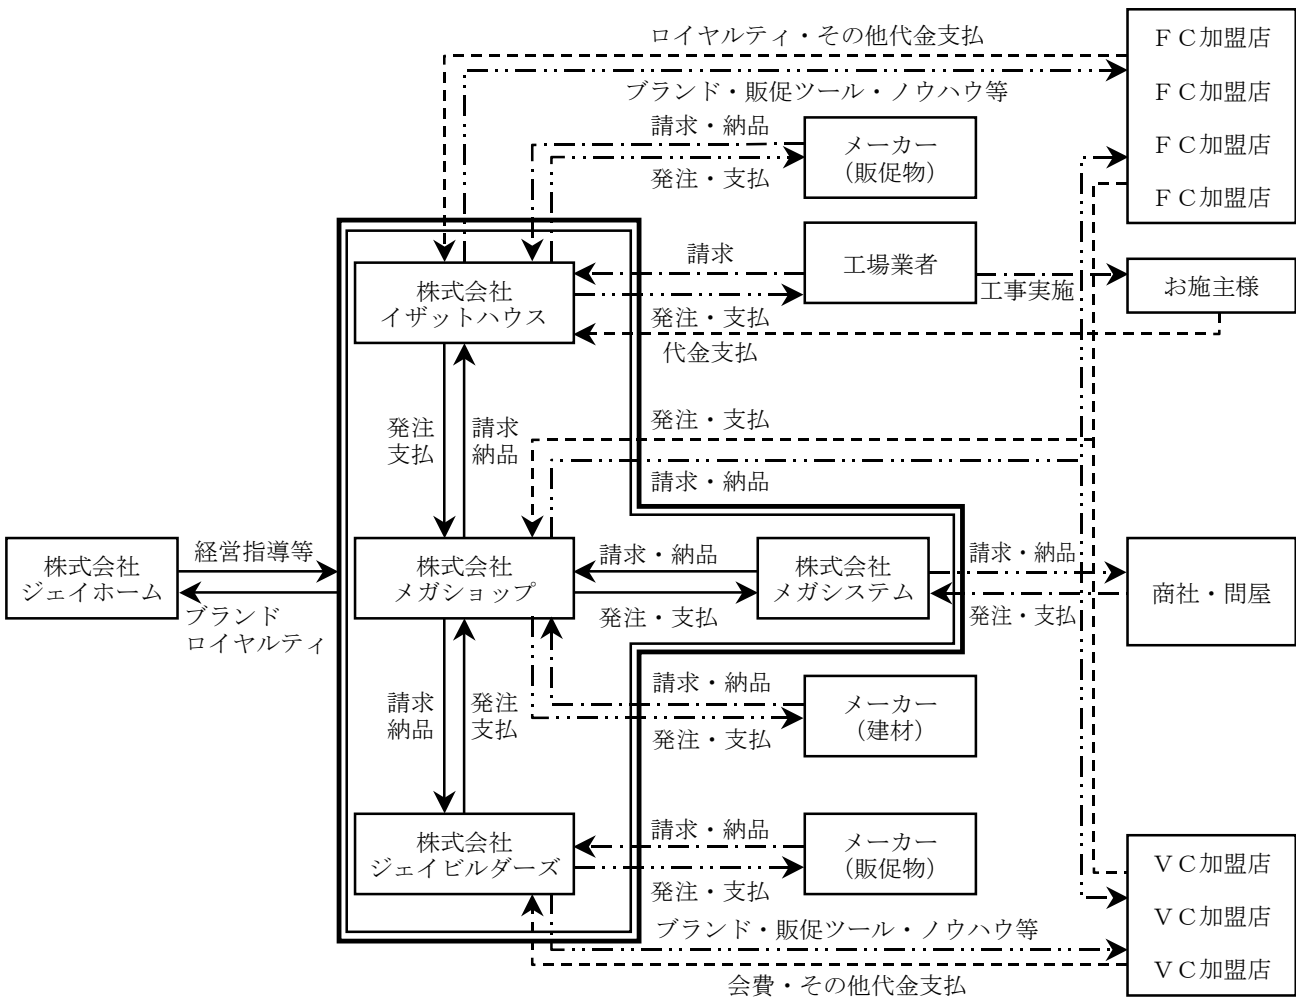 ロイヤルティ・その他代金支払
ＦＣ加盟店
ブランド・販促ツール・ノウハウ等
ＦＣ加盟店
請求・納品
メーカー
（販促物）
ＦＣ加盟店
発注・支払
ＦＣ加盟店
請求
工場業者
株式会社
イザットハウス
工事実施
お施主様
発注・支払
代金支払
発注・支払
発注
支払
請求
納品
請求・納品
経営指導等
株式会社
ジェイホーム
ブランド
ロイヤルティ
株式会社
メガショップ
請求・納品
発注・支払
株式会社
メガシステム
請求・納品
発注・支払
商社・問屋
請求
納品
発注
支払
請求・納品
発注・支払
メーカー
（建材）
株式会社
ジェイビルダーズ
請求・納品
発注・支払
メーカー
（販促物）
ＶＣ加盟店
ＶＣ加盟店
ＶＣ加盟店
ブランド・販促ツール・ノウハウ等
会費・その他代金支払